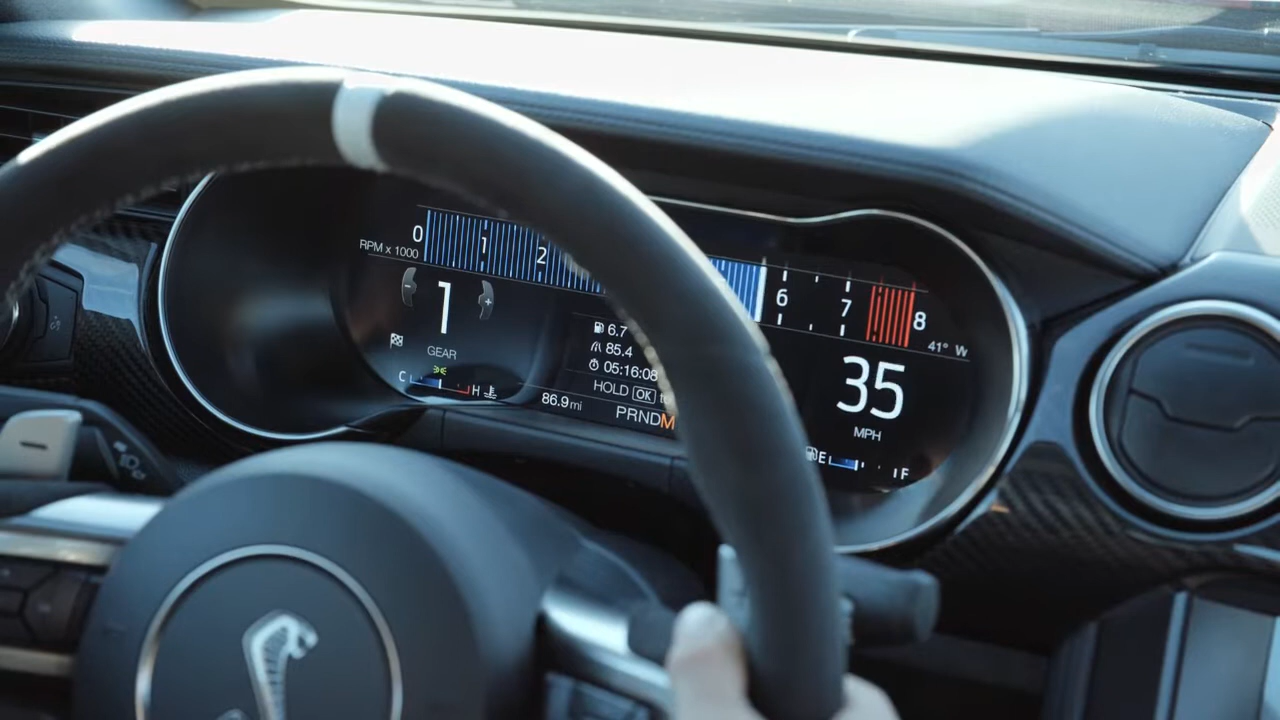 0 1 2 6 7 8
RPM x 1000
1
GEAR
C H
6.7
85.4
05:16:08
HOLD OK
86.9 mi
PRNDM
41° W
35
MPH
E F